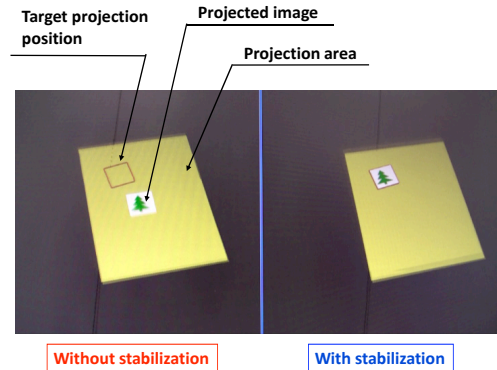 Target projection
position
Projected image
Projection area
Without stabilization
With stabilization